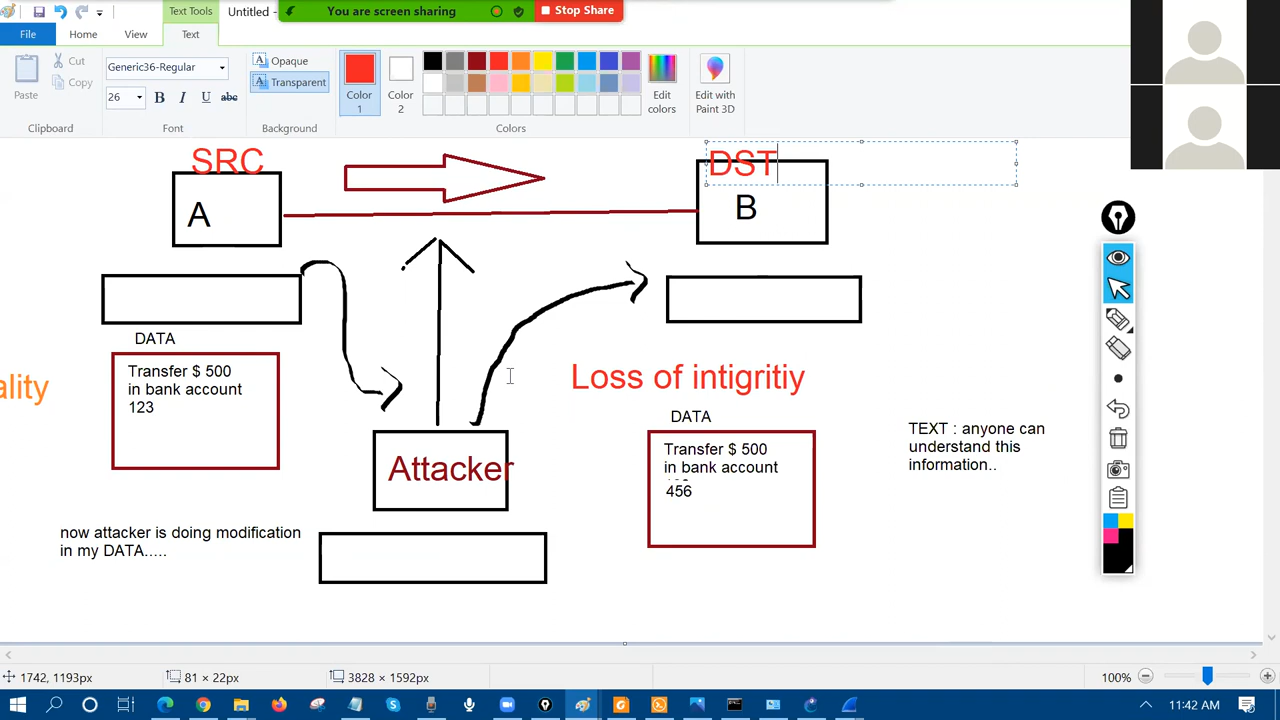 Text Tools
Untitled -
You are screen sharing
Stop Share
File
Home
View
Text
Paste
Cut
Copy
Clipboard
Generic36-Regular
26
B
I
U
abc
Font
A
Opaque
A
Transparent
Background
Color
1
Color
2
Edit
colors
Edit with
Paint 3D
Colors
SRC
DST
A
B
DATA
Transfer $ 500
in bank account
123
ality
Loss of intigritiy
DATA
Transfer $ 500
in bank account
456
TEXT : anyone can
understand this
information..
Attacker
now attacker is doing modification
in my DATA.....
1742, 1193px
81 × 22px
3828 × 1592px
100%
11:42 AM